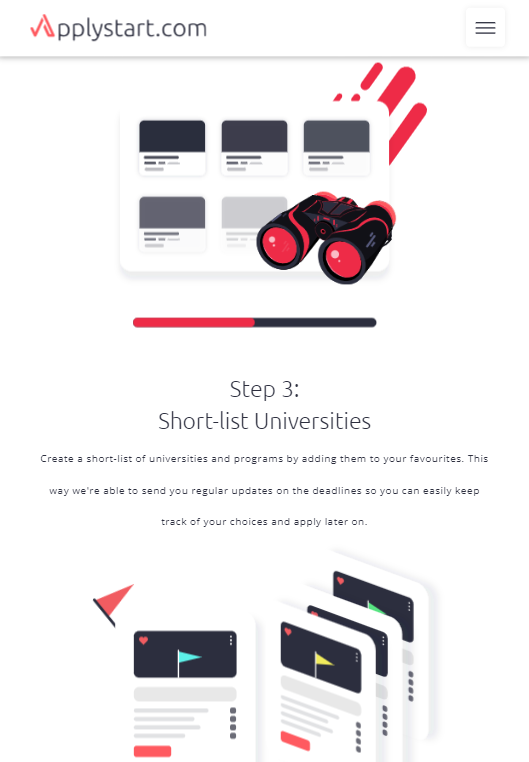 Applystart.com
Step 3:
Short-list Universities
Create a short-list of universities and programs by adding them to your favourites. This
way we're able to send you regular updates on the deadlines so you can easily keep
track of your choices and apply later on.